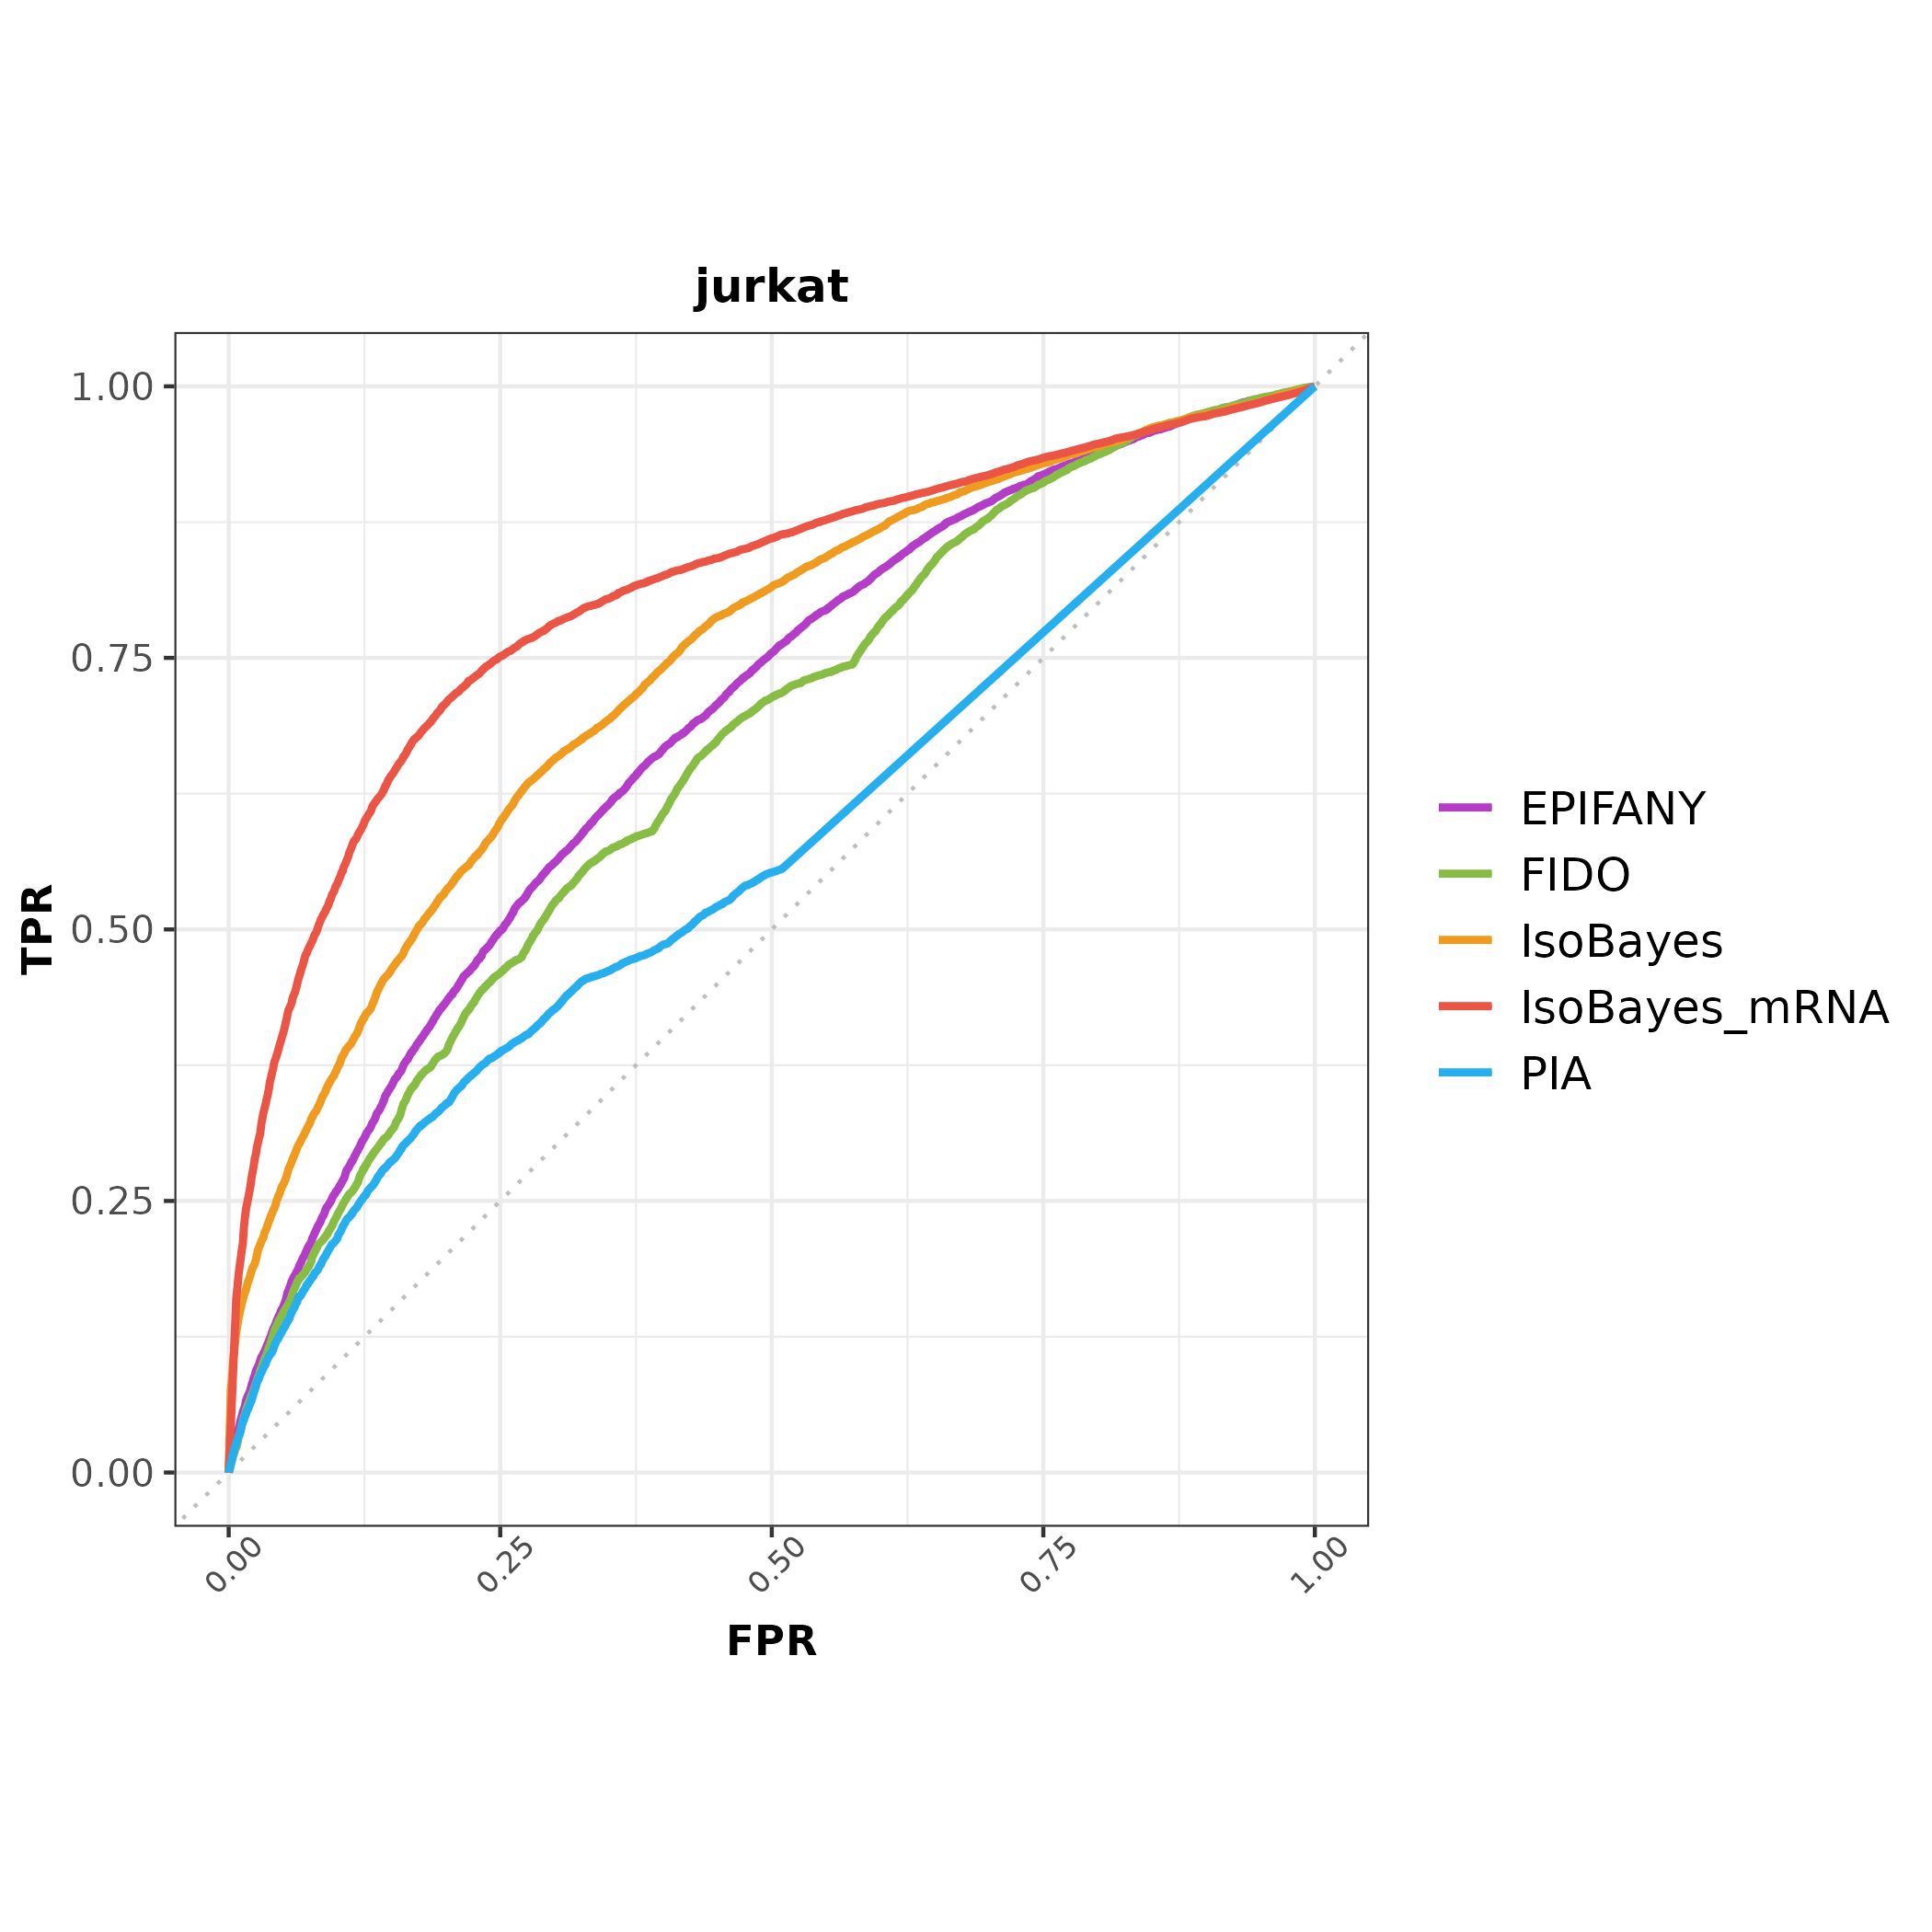 jurkat
TPR
1.00
0.75
0.50
0.25
0.00
0.00
0.25
0.50
0.75
1.00
FPR
EPIFANY
FIDO
IsoBayes
IsoBayes_mRNA
PIA